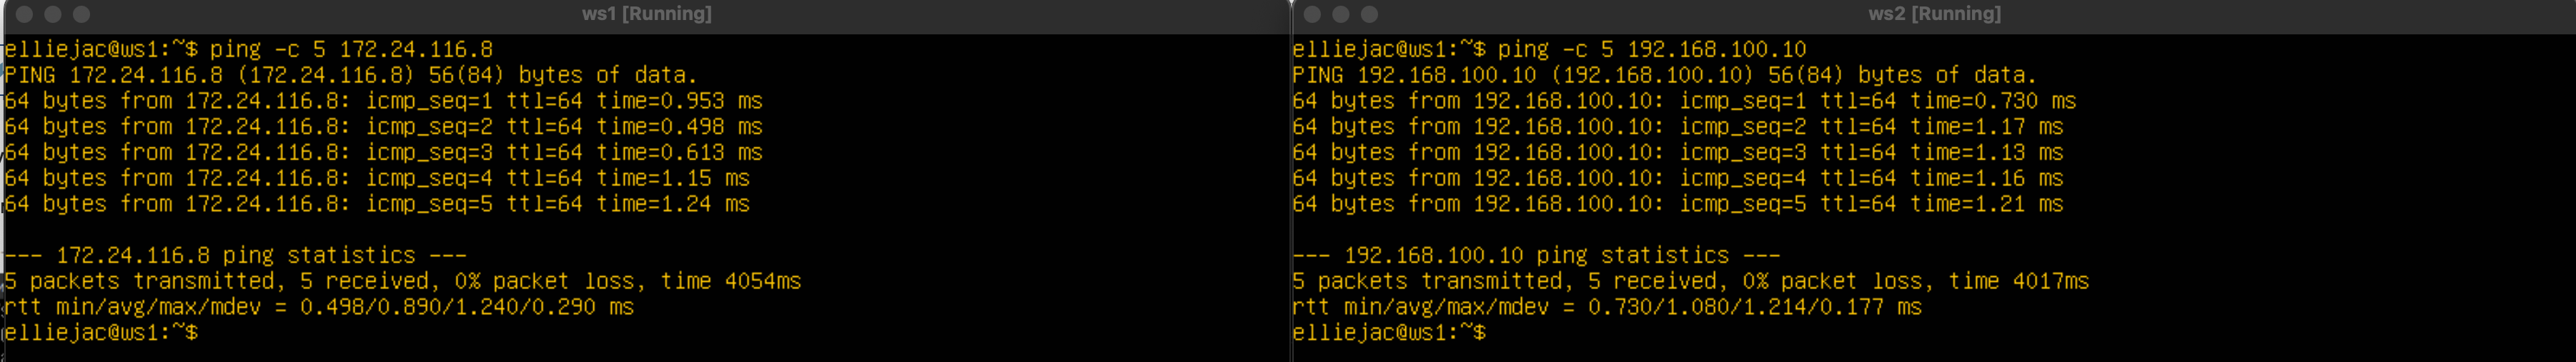 ws1 [Running]
elliejac@ws1:~$ ping -c 5 172.24.116.8
PING 172.24.116.8 (172.24.116.8) 56(84) bytes of data.
64 bytes from 172.24.116.8: icmp_seq=1 ttl=64 time=0.953 ms
64 bytes from 172.24.116.8: icmp_seq=2 ttl=64 time=0.498 ms
64 bytes from 172.24.116.8: icmp_seq=3 ttl=64 time=0.613 ms
64 bytes from 172.24.116.8: icmp_seq=4 ttl=64 time=1.15 ms
64 bytes from 172.24.116.8: icmp_seq=5 ttl=64 time=1.24 ms
--- 172.24.116.8 ping statistics ---
5 packets transmitted, 5 received, 0% packet loss, time 4054ms
rtt min/avg/max/mdev = 0.498/0.890/1.240/0.290 ms
elliejac@ws1:~$
ws2 [Running]
elliejac@ws1:~$ ping -c 5 192.168.100.10
PING 192.168.100.10 (192.168.100.10) 56(84) bytes of data.
64 bytes from 192.168.100.10: icmp_seq=1 ttl=64 time=0.730 ms
64 bytes from 192.168.100.10: icmp_seq=2 ttl=64 time=1.17 ms
64 bytes from 192.168.100.10: icmp_seq=3 ttl=64 time=1.13 ms
64 bytes from 192.168.100.10: icmp_seq=4 ttl=64 time=1.16 ms
64 bytes from 192.168.100.10: icmp_seq=5 ttl=64 time=1.21 ms
--- 192.168.100.10 ping statistics ---
5 packets transmitted, 5 received, 0% packet loss, time 4017ms
rtt min/avg/max/mdev = 0.730/1.080/1.214/0.177 ms
elliejac@ws1:~$